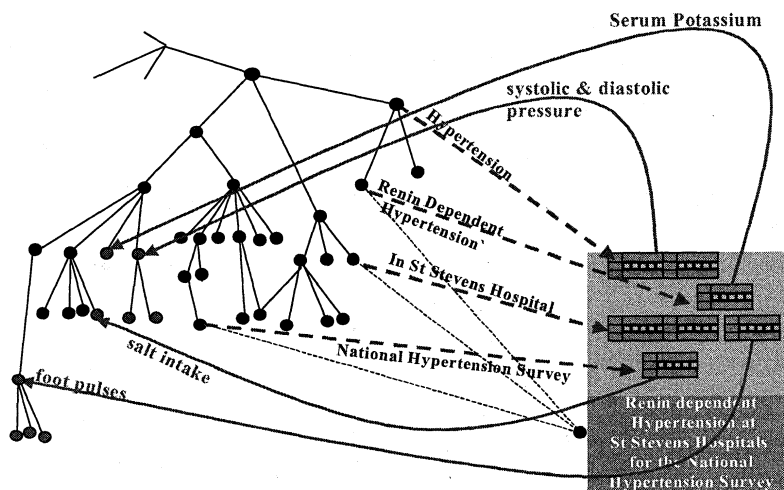 Serum Potassium
systolic & diastolic
pressure
Hypertension
Renin Dependent
Hypertension`
In St Stevens Hospital
National Hypertension Survey
salt intake
foot pulses
Renin dependent
Hypertension at
St Stevens Hospitals
for the National
Hypertension Survey